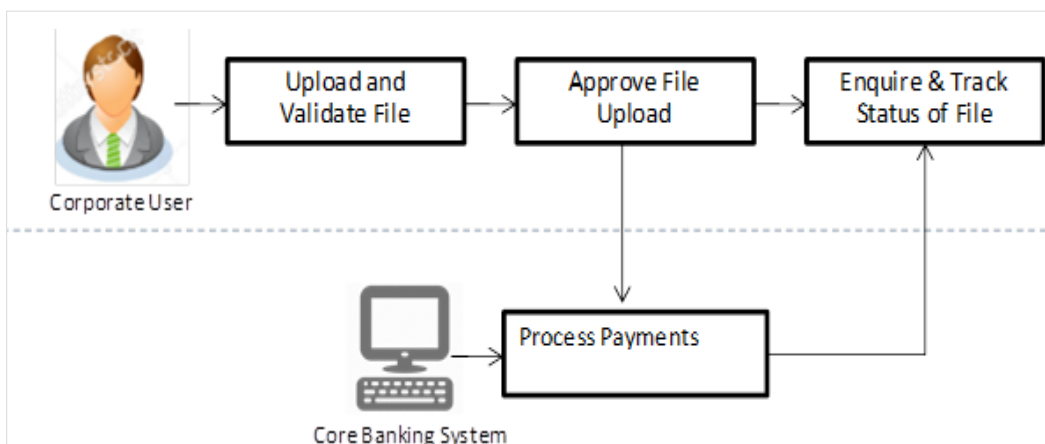 Upload and
Validate File
Approve File
Upload
Enquire & Track
Status of File
Corporate User
Process Payments
Core Banking System